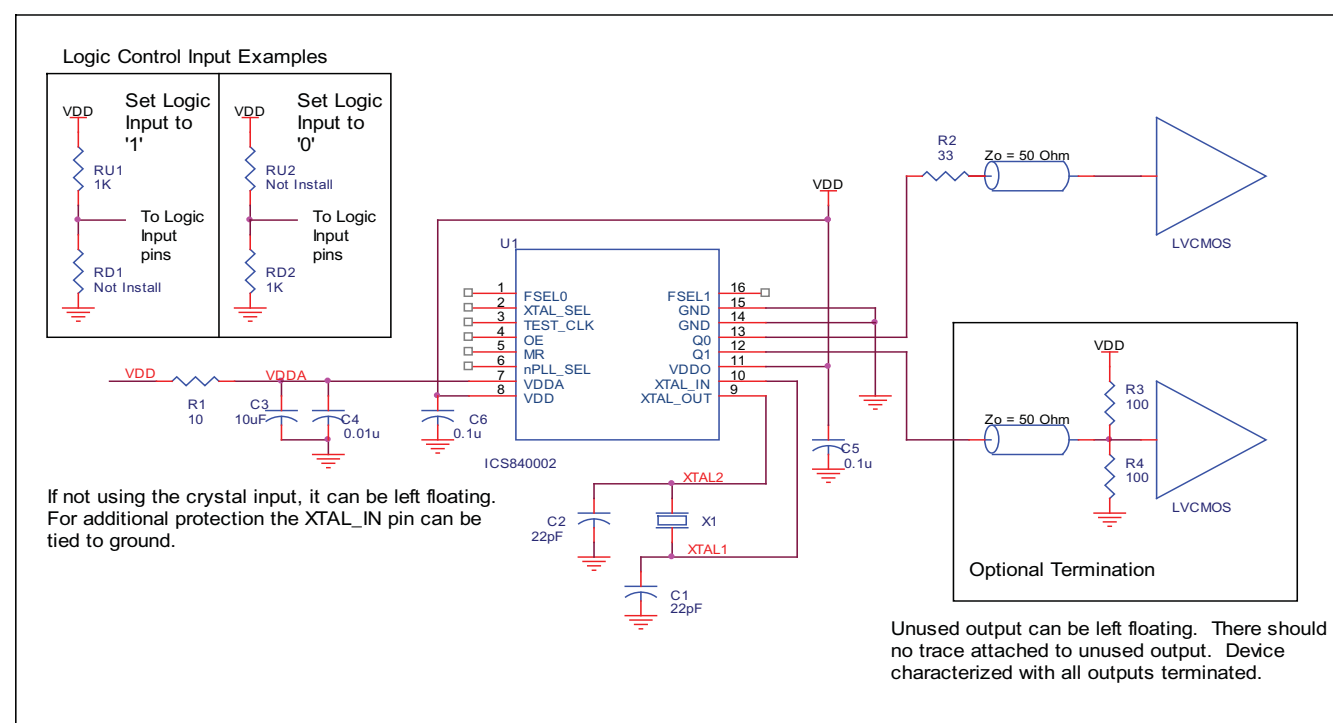 Logic Control Input Examples
VDD
Set Logic
Input to
'1'
RU1
1K
To Logic
Input
pins
RD1
Not Install
VDD
Set Logic
Input to
'0'
RU2
Not Install
To Logic
Input
pins
RD2
1K
VDD
R1
10
VDDA
C3
10uF
C4
0.01u
C6
0.1u
VDD
U1
1
FSEL0
2
XTAL_SEL
3
TEST_CLK
4
OE
5
MR
6
nPLL_SEL
7
VDDA
8
VDD
16
FSEL1
15
GND
14
GND
13
Q0
12
Q1
11
VDDO
10
XTAL_IN
9
XTAL_OUT
ICS840002
C5
0.1u
XTAL2
C2
22pF
X1
XTAL1
C1
22pF
R2
33
Zo = 50 Ohm
LVCMOS
VDD
R3
100
Zo = 50 Ohm
R4
100
LVCMOS
Optional Termination
If not using the crystal input, it can be left floating.
For additional protection the XTAL_IN pin can be
tied to ground.
Unused output can be left floating. There should
no trace attached to unused output. Device
characterized with all outputs terminated.